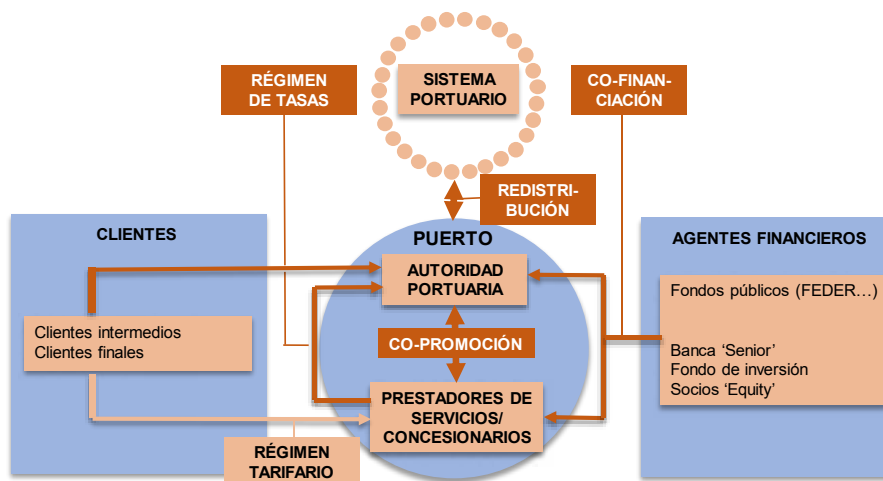 RÉGIMEN
DE TASAS
SISTEMA
PORTUARIO
CO-FINAN-
CIACIÓN
REDISTRI-
BUCIÓN
CLIENTES
PUERTO
AGENTES FINANCIEROS
AUTORIDAD
PORTUARIA
Fondos públicos (FEDER…)
Clientes intermedios
Clientes finales
CO-PROMOCIÓN
Banca ‘Senior’
Fondo de inversión
Socios ‘Equity’
PRESTADORES DE
SERVICIOS/
CONCESIONARIOS
RÉGIMEN
TARIFARIO